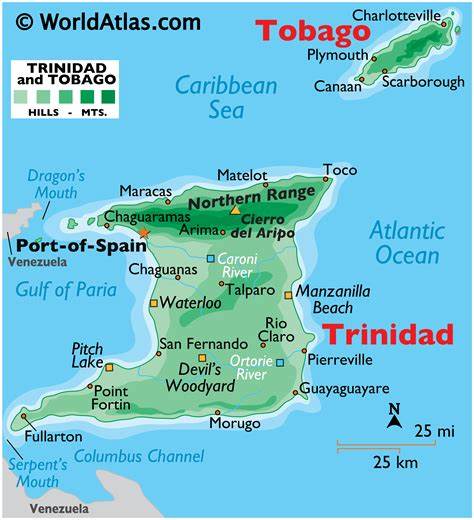 © WorldAtlas.com
TRINIDAD
and TOBAGO
HILLS - MTS.
Tobago
Charlotteville
Plymouth
Canaan
Scarborough
Caribbean
Sea
Dragon's
Mouth
Maracas
Matelot
Toco
Northern Range
Chaguaramas
Cierro
del Aripo
Arima
Port-of-Spain
Venezuela
Atlantic
Ocean
Caroni
River
Chaguanas
Gulf of Paria
Talparo
Waterloo
Manzanilla
Beach
Rio
Claro
Trinidad
San Fernando
Pitch
Lake
Devil's
Woodyard
Ortorie
River
Pierreville
Point
Fortin
Guayaguayare
Morugo
Fullarton
N
25 mi
25 km
Serpent's
Mouth
Columbus Channel
Venezuela